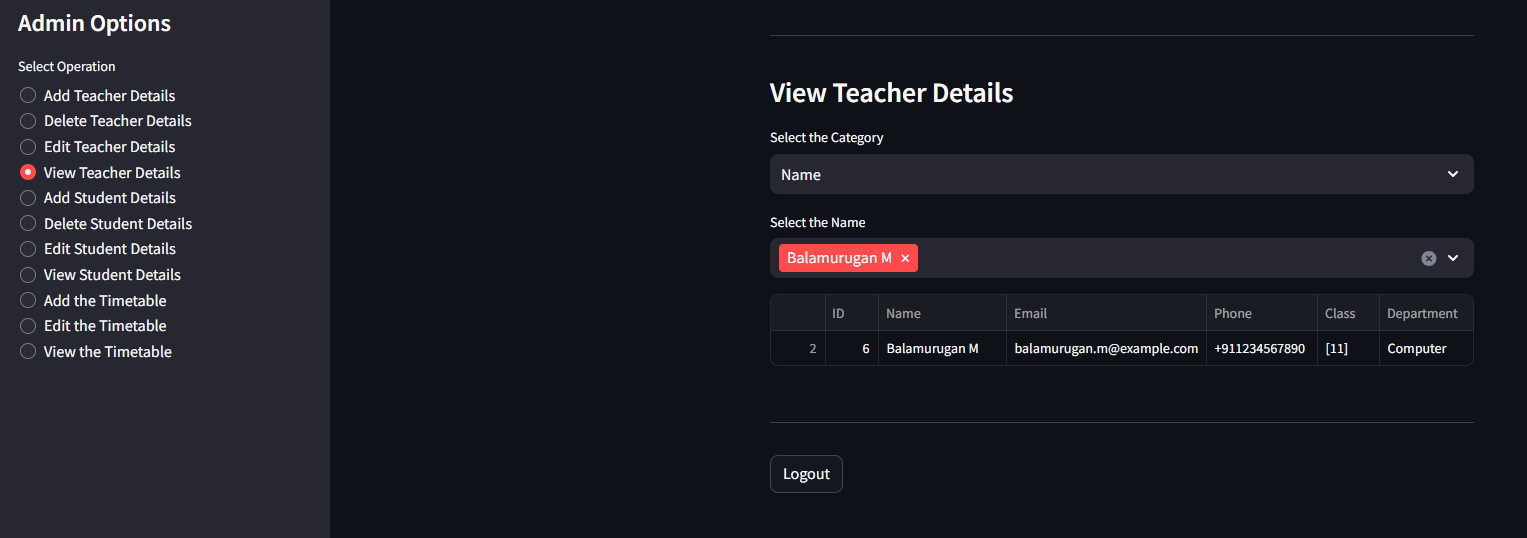 Admin Options
Select Operation
Add Teacher Details
Delete Teacher Details
Edit Teacher Details
View Teacher Details
Add Student Details
Delete Student Details
Edit Student Details
View Student Details
Add the Timetable
Edit the Timetable
View the Timetable
View Teacher Details
Select the Category
Name
Select the Name
Balamurugan M
ID Name Email Phone Class Department
2 6 Balamurugan M balamurugan.m@example.com +911234567890 [11] Computer
Logout